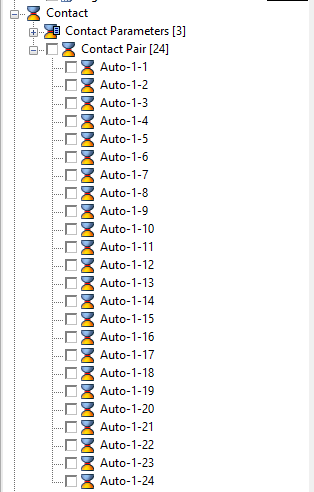 Contact
Contact Parameters [3]
Contact Pair [24]
Auto-1-1
Auto-1-2
Auto-1-3
Auto-1-4
Auto-1-5
Auto-1-6
Auto-1-7
Auto-1-8
Auto-1-9
Auto-1-10
Auto-1-11
Auto-1-12
Auto-1-13
Auto-1-14
Auto-1-15
Auto-1-16
Auto-1-17
Auto-1-18
Auto-1-19
Auto-1-20
Auto-1-21
Auto-1-22
Auto-1-23
Auto-1-24